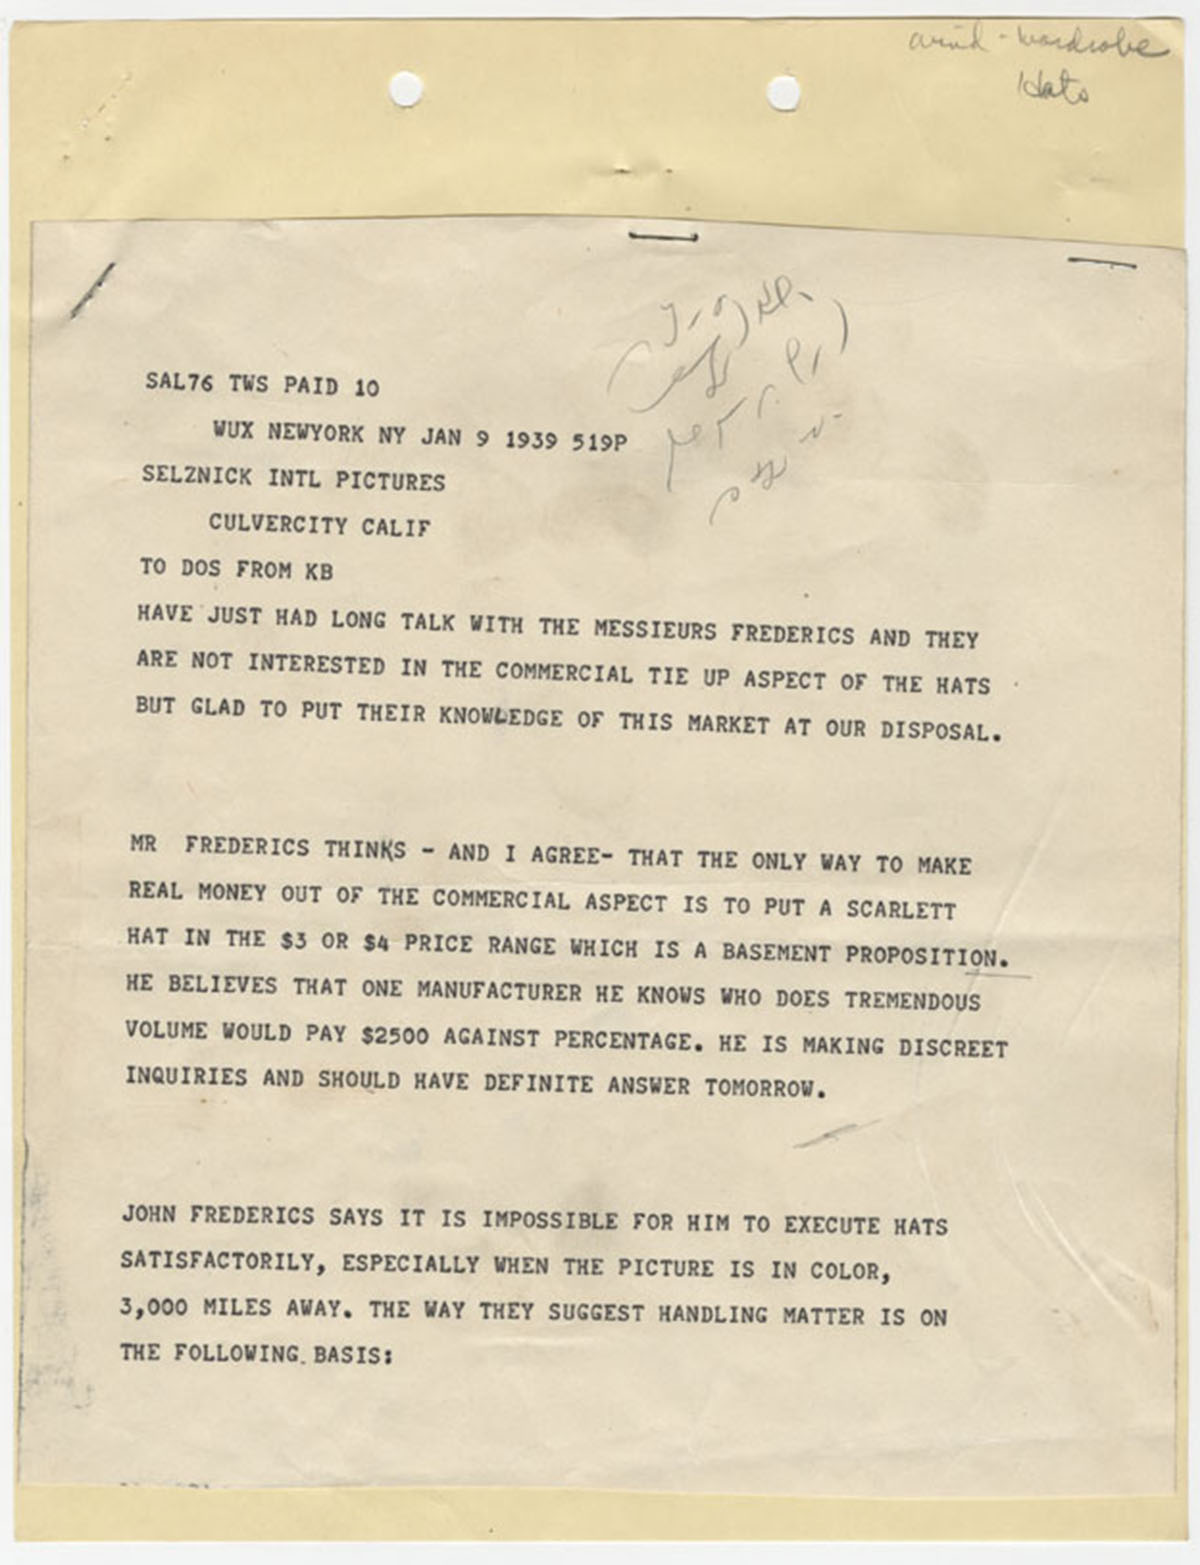 wind - wardrobe
Hats
SAL76 TWS PAID 10
WUX NEWYORK NY JAN 9 1939 519P
SELZNICK INTL PICTURES
CULVERCITY CALIF
TO DOS FROM KB
HAVE JUST HAD LONG TALK WITH THE MESSIEURS FREDERICS AND THEY
ARE NOT INTERESTED IN THE COMMERCIAL TIE UP ASPECT OF THE HATS
BUT GLAD TO PUT THEIR KNOWLEDGE OF THIS MARKET AT OUR DISPOSAL.
MR FREDERICS THINKS - AND I AGREE- THAT THE ONLY WAY TO MAKE
REAL MONEY OUT OF THE COMMERCIAL ASPECT IS TO PUT A SCARLETT
HAT IN THE $3 OR $4 PRICE RANGE WHICH IS A BASEMENT PROPOSITION.
HE BELIEVES THAT ONE MANUFACTURER HE KNOWS WHO DOES TREMENDOUS
VOLUME WOULD PAY $2500 AGAINST PERCENTAGE. HE IS MAKING DISCREET
INQUIRIES AND SHOULD HAVE DEFINITE ANSWER TOMORROW.
JOHN FREDERICS SAYS IT IS IMPOSSIBLE FOR HIM TO EXECUTE HATS
SATISFACTORILY, ESPECIALLY WHEN THE PICTURE IS IN COLOR,
3,000 MILES AWAY. THE WAY THEY SUGGEST HANDLING MATTER IS ON
THE FOLLOWING BASIS: